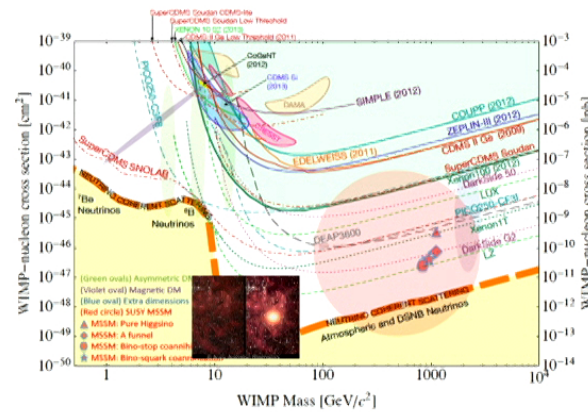 SuperCDMS Soudan CDMS-lite
SuperCDMS Soudan Low Threshold
XENON 10 S2 (2013)
CDMS II Ge Low Threshold (2011)
CoGeNT
(2012)
CDMS Si
(2013)
DAMA
SIMPLE (2012)
CRESST
COUPP (2012)
ZEPLIN-III (2012)
CDMS II Ge (2009)
EDELWEISS (2011)
SuperCDMS Soudan
Xenon100 (2012)
DarkSide 50
LUX
PICO250-CF3I
Xenon1T
DarkSide G2
LZ
DEAP3600
SuperCDMS SNOLAB
NEUTRINO COHERENT SCATTERING
7Be
Neutrinos
8B
Neutrinos
(Green ovals) Asymmetric DM
(Violet oval) Magnetic DM
(Blue oval) Extra dimensions
(Red circle) SUSY MSSM
MSSM: Pure Higgsino
MSSM: A funnel
MSSM: Bino-stop coannihi
MSSM: Bino-squark coanni
NEUTRINO COHERENT SCATTERING
Atmospheric and DSNB Neutrinos
WIMP-nucleon cross section [cm²]
10⁻³⁹
10⁻⁴⁰
10⁻⁴¹
10⁻⁴²
10⁻⁴³
10⁻⁴⁴
10⁻⁴⁵
10⁻⁴⁶
10⁻⁴⁷
10⁻⁴⁸
10⁻⁴⁹
10⁻⁵⁰
10⁻³
10⁻⁴
10⁻⁵
10⁻⁶
10⁻⁷
10⁻⁸
10⁻⁹
10⁻¹⁰
10⁻¹¹
10⁻¹²
10⁻¹³
10⁻¹⁴
WIMP-nucleon cross section
1
10
100
1000
10⁴
WIMP Mass [GeV/c²]